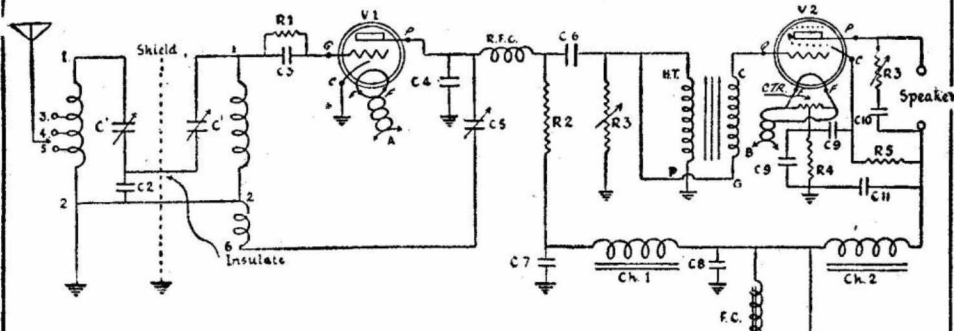 V1
V2
R1
R.F.C.
C6
P
P
Shield
1
1
C3
G
G
C
C
C
R3
H.T.
C4
F
F
F
C.T.R.
Speaker
3
4
5
C'
C'
C5
R2
R3
C10
A
B
C9
C9
R5
R4
C2
P
G
C11
2
2
6
Insulate
C7
Ch.1
C8
Ch.2
F.C.